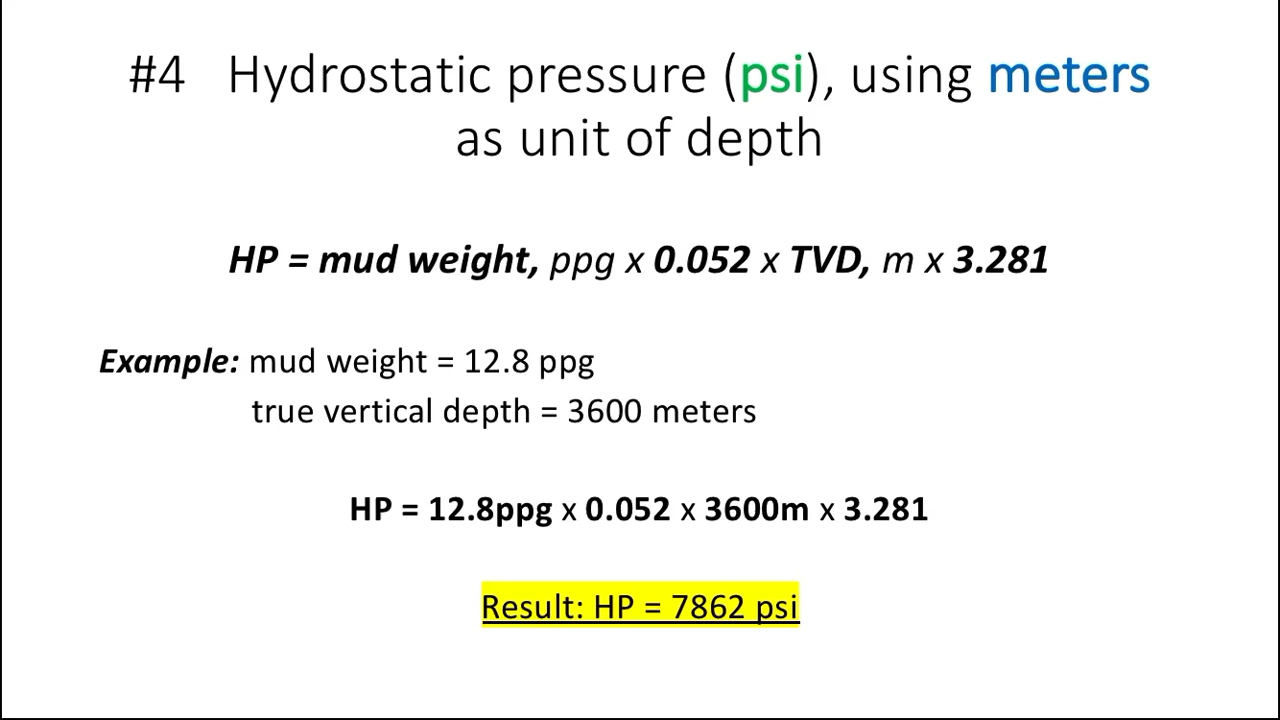 #4 Hydrostatic pressure (psi), using meters
as unit of depth
HP = mud weight, ppg x 0.052 x TVD, m x 3.281
Example: mud weight = 12.8 ppg
true vertical depth = 3600 meters
HP = 12.8ppg x 0.052 x 3600m x 3.281
Result: HP = 7862 psi